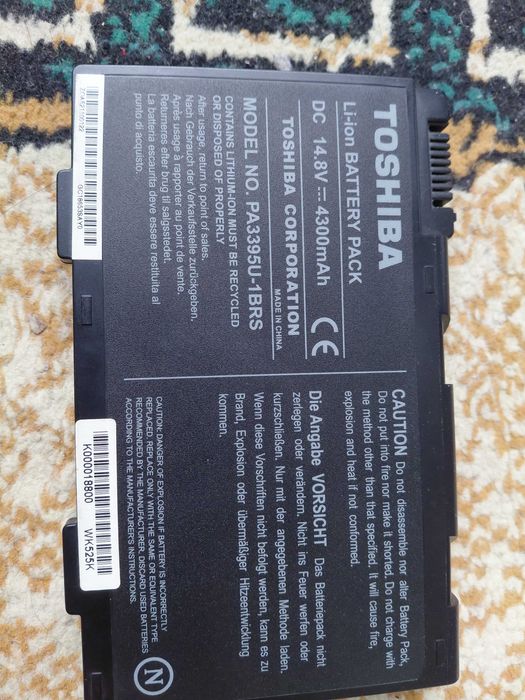 TOSHIBA
Li-ion BATTERY PACK
DC 14.8V⎓4300mAh
TOSHIBA CORPORATION
MADE IN CHINA
CE
MODEL NO. PA3395U-1BRS
CONTAINS LITHIUM-ION MUST BE RECYCLED
OR DISPOSED OF PROPERLY
After usage, return to point of sales.
Nach Gebrauch der Verkaufsstelle zurückgeben.
Aprés usage à rapporter au point de vente.
Returneres efter brug til salgsstedet.
La batteria esaurita deve essere restituita al
punto di acquisto.
GC18653SAY0
CAUTION Do not disassemble nor alter Battery Pack,
Do not put into fire nor make it shorted. Do not charge with
the method other than that specified. It will cause fire,
explosion and heat if not conformed.
Die Angabe VORSICHT Das Batteriepack nicht
zerlegen oder verändern. Nicht ins Feuer werfen oder
kurzschließen. Nur mit der angegebenen Methode laden.
Wenn diese Vorschriften nicht befolgt werden, kann es zu
Brand, Explosion oder übermäßiger Hitzeentwicklung
kommen.
CAUTION: DANGER OF EXPLOSION IF BATTERY IS INCORRECTLY
REPLACED. REPLACE ONLY WITH THE SAME OR EQUIVALENT TYPE
RECOMMENDED BY THE MANUFACTURER. DISCARD USED BATTERIES
ACCORDING TO THE MANUFACTURER'S INSTRUCTIONS.
K000018800 WK525K
N